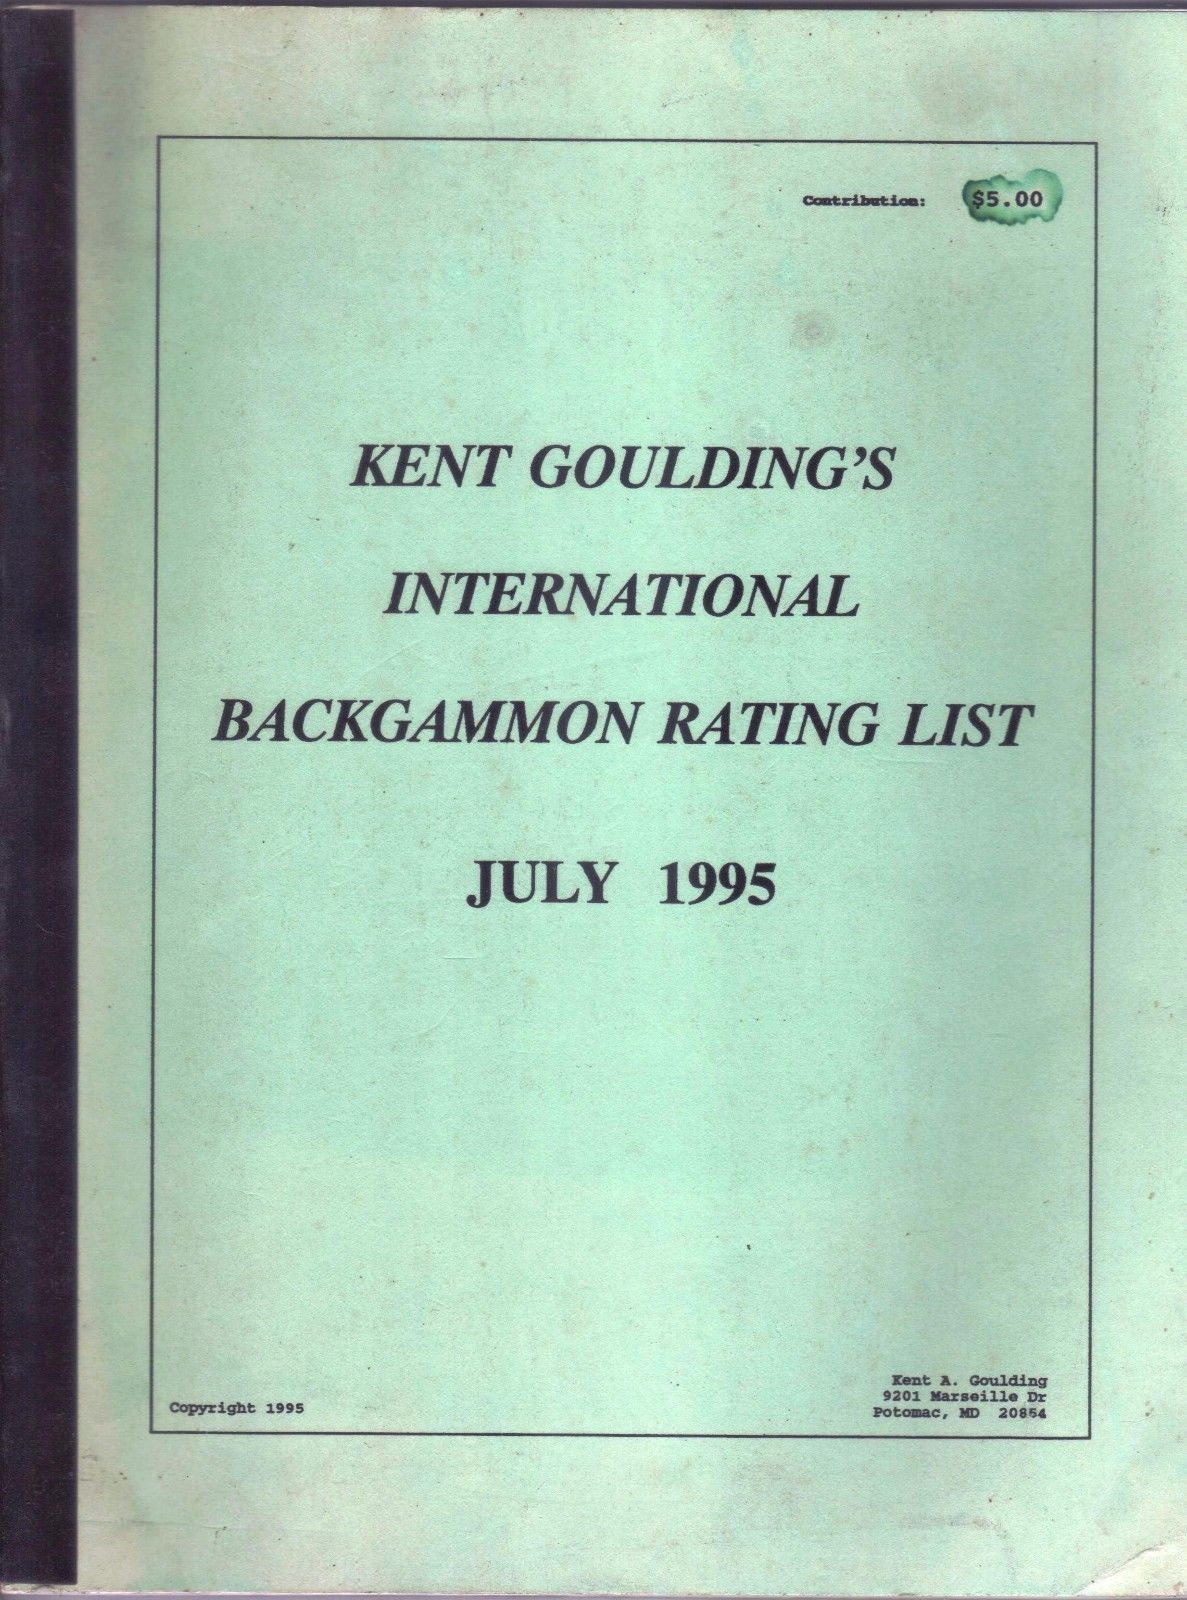 Contribution: $5.00
KENT GOULDING'S
INTERNATIONAL
BACKGAMMON RATING LIST
JULY 1995
Copyright 1995
Kent A. Goulding
9201 Marseille Dr
Potomac, MD 20854